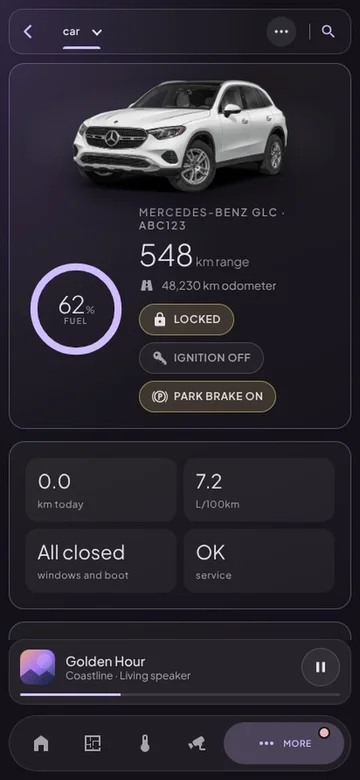 car
MERCEDES-BENZ GLC ·
ABC123
548 km range
48,230 km odometer
62%
FUEL
LOCKED
IGNITION OFF
PARK BRAKE ON
0.0
km today
7.2
L/100km
All closed
windows and boot
OK
service
Golden Hour
Coastline · Living speaker
MORE